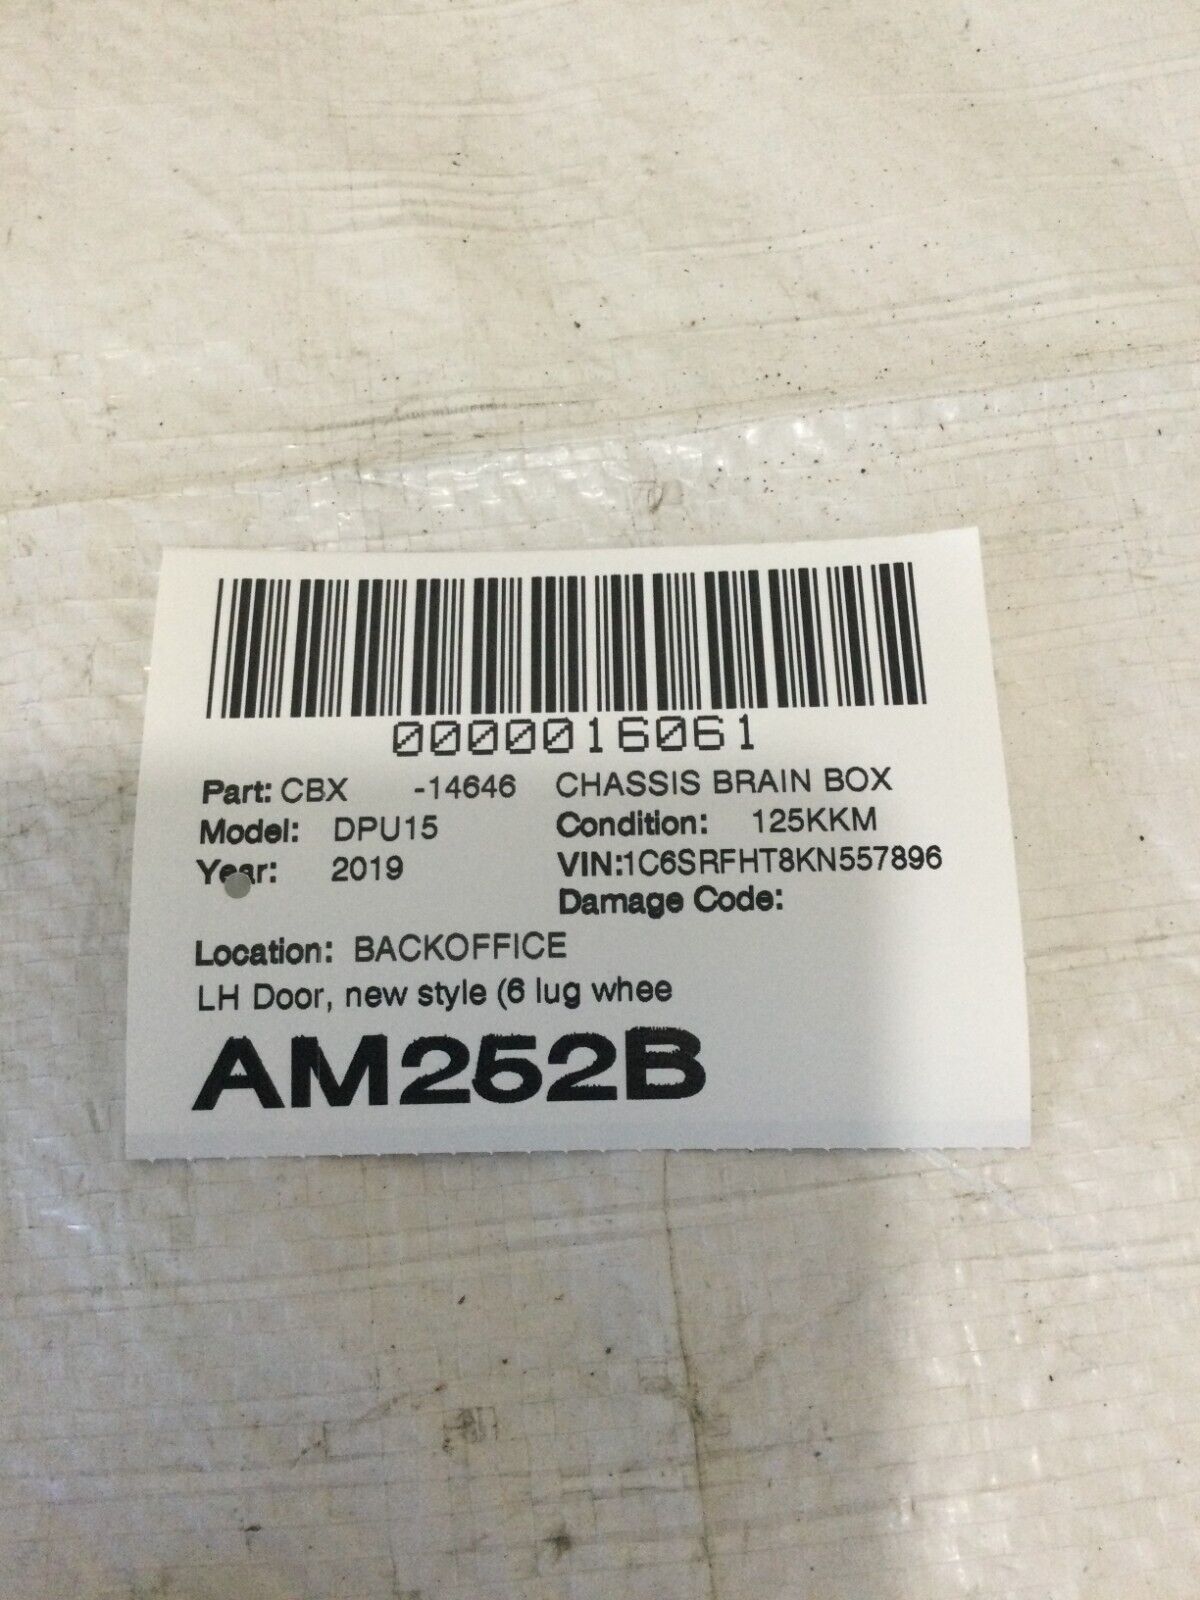 0000016061
Part: CBX -14646 CHASSIS BRAIN BOX
Model: DPU15 Condition: 125KKM
Year: 2019 VIN:1C6SRFHT8KN557896
Damage Code:
Location: BACKOFFICE
LH Door, new style (6 lug whee
AM252B